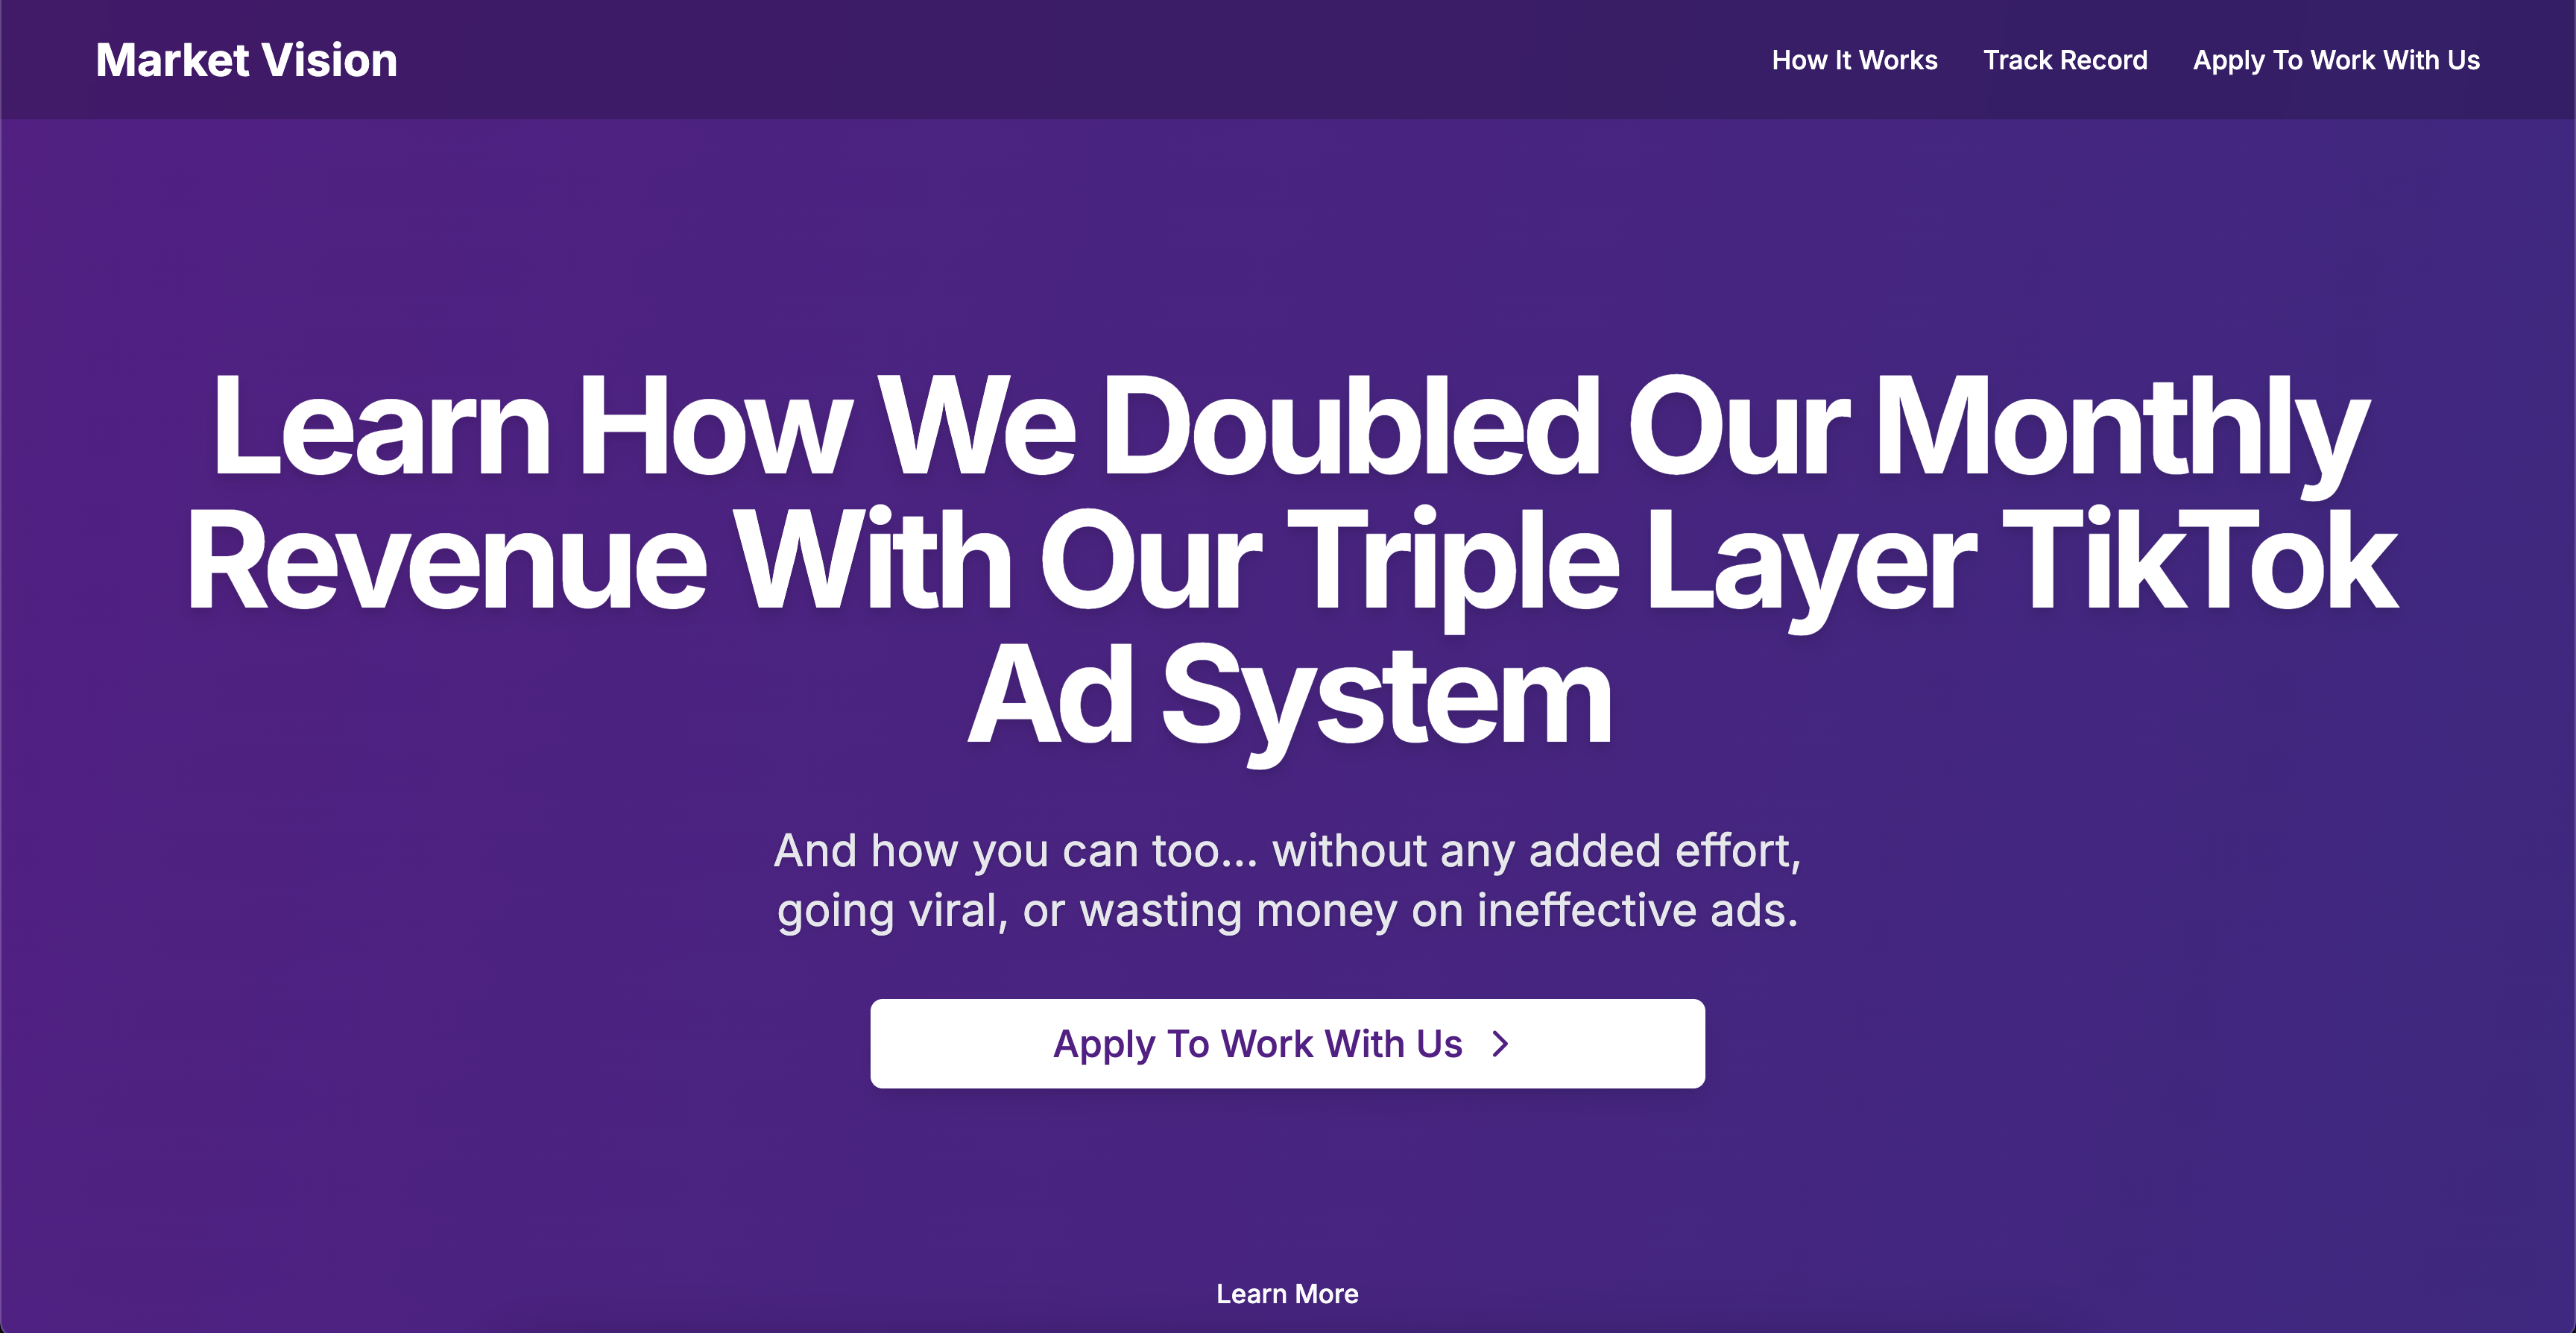 Market Vision
How It Works
Track Record
Apply To Work With Us
Learn How We Doubled Our Monthly
Revenue With Our Triple Layer TikTok
Ad System
And how you can too... without any added effort,
going viral, or wasting money on ineffective ads.
Apply To Work With Us
Learn More